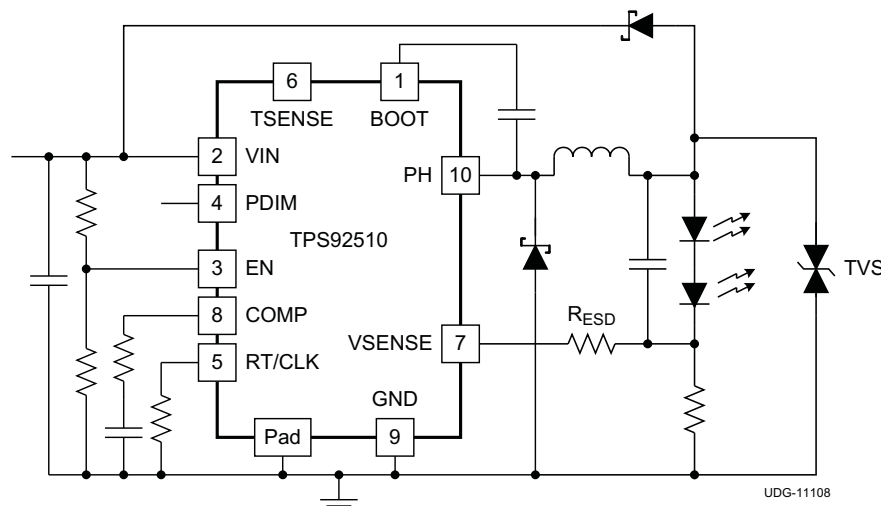 6
1
TSENSE
BOOT
2
VIN
PH
10
4
PDIM
TPS92510
3
EN
TVS
8
COMP
RESD
VSENSE
7
5
RT/CLK
GND
Pad
9
UDG-11108